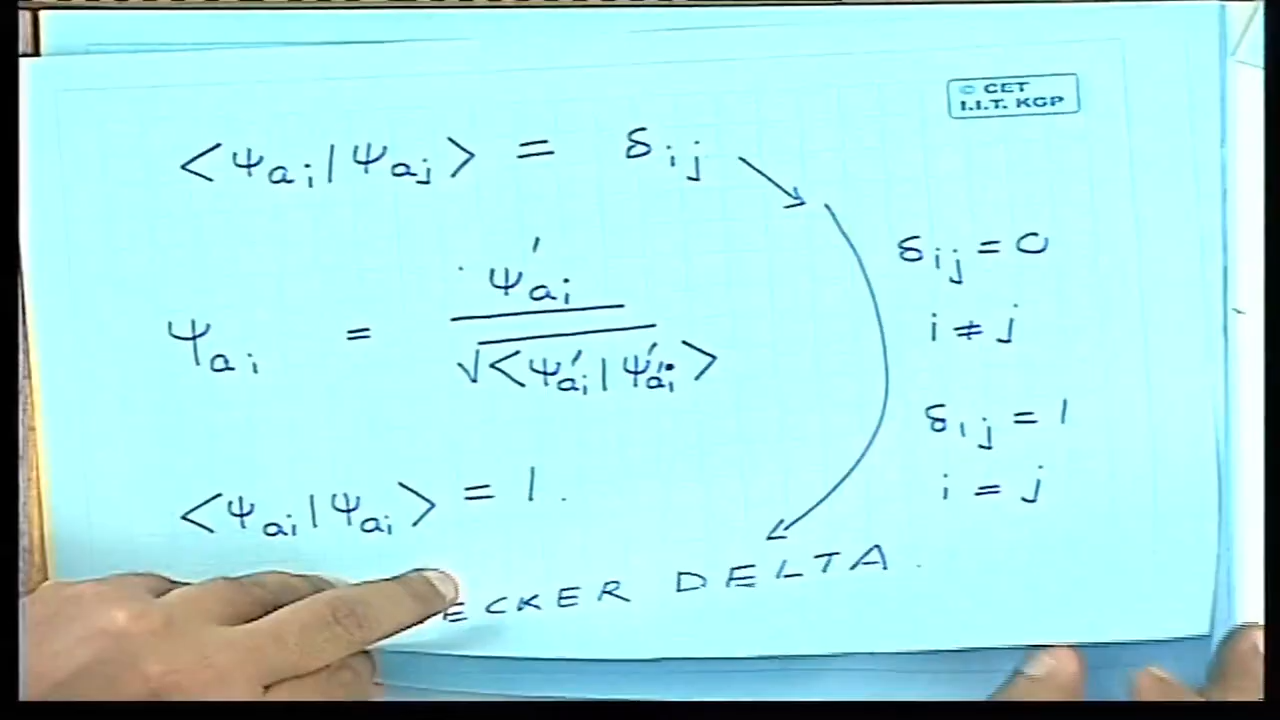 © CET
I.I.T. KGP
<ψₐᵢ|ψₐⱼ> = δᵢⱼ
δᵢⱼ = 0
i ≠ j
ψₐᵢ = ψ'ₐᵢ / √<ψ'ₐᵢ|ψ'ₐᵢ>
δᵢⱼ = 1
i = j
<ψₐᵢ|ψₐᵢ> = 1.
ECKER DELTA.